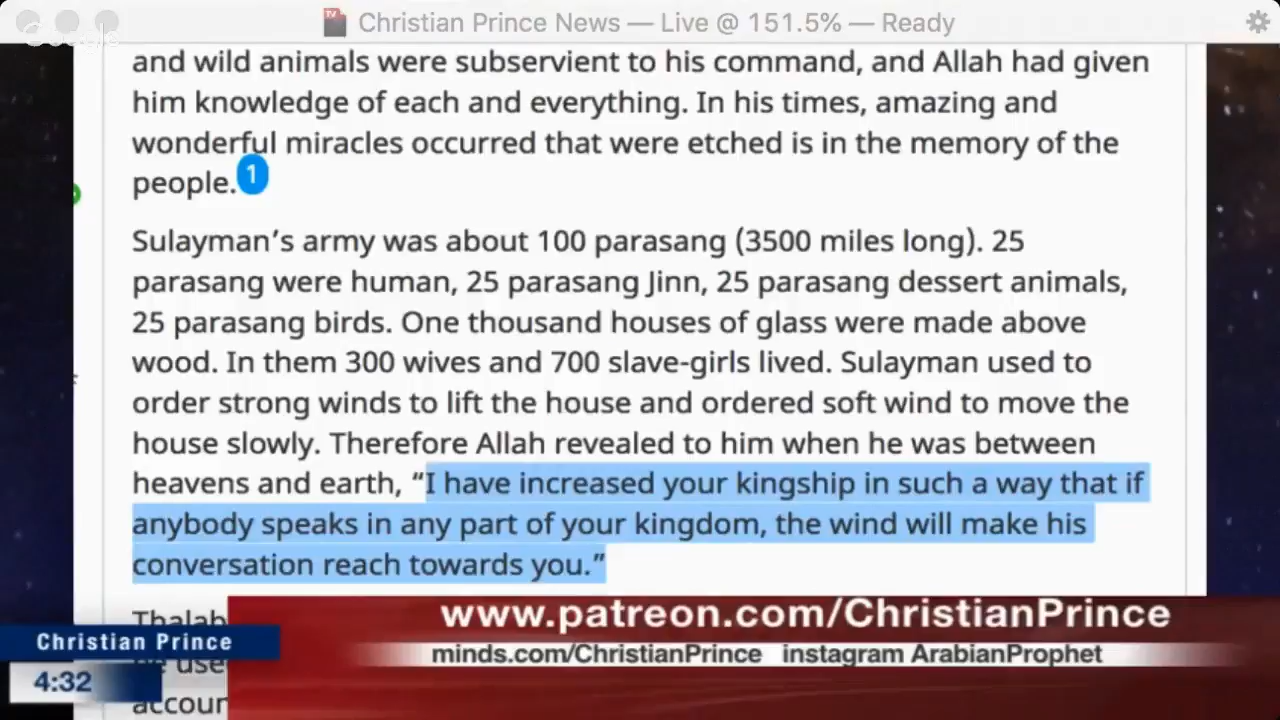 Christian Prince News — Live @ 151.5% — Ready
Google
and wild animals were subservient to his command, and Allah had given
him knowledge of each and everything. In his times, amazing and
wonderful miracles occurred that were etched is in the memory of the
people.1
Sulayman’s army was about 100 parasang (3500 miles long). 25
parasang were human, 25 parasang Jinn, 25 parasang dessert animals,
25 parasang birds. One thousand houses of glass were made above
wood. In them 300 wives and 700 slave-girls lived. Sulayman used to
order strong winds to lift the house and ordered soft wind to move the
house slowly. Therefore Allah revealed to him when he was between
heavens and earth, “I have increased your kingship in such a way that if
anybody speaks in any part of your kingdom, the wind will make his
conversation reach towards you.”
www.patreon.com/ChristianPrince
Christian Prince
minds.com/ChristianPrince instagram ArabianProphet
use
4:32
accour